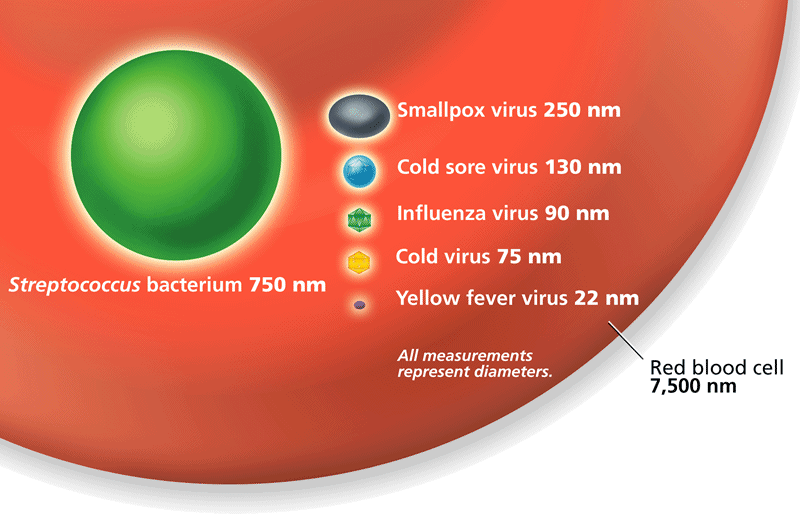 Smallpox virus 250 nm
Cold sore virus 130 nm
Influenza virus 90 nm
Cold virus 75 nm
Streptococcus bacterium 750 nm
Yellow fever virus 22 nm
All measurements
represent diameters.
Red blood cell
7,500 nm